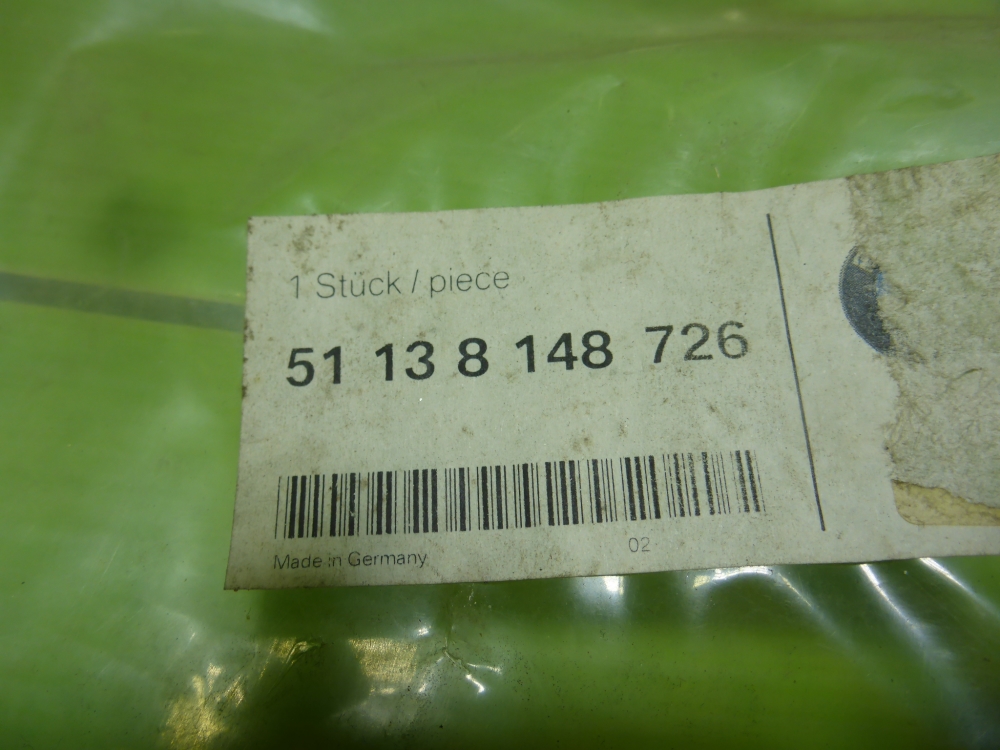 1 Stück / piece
51 13 8 148 726
Made in Germany
02